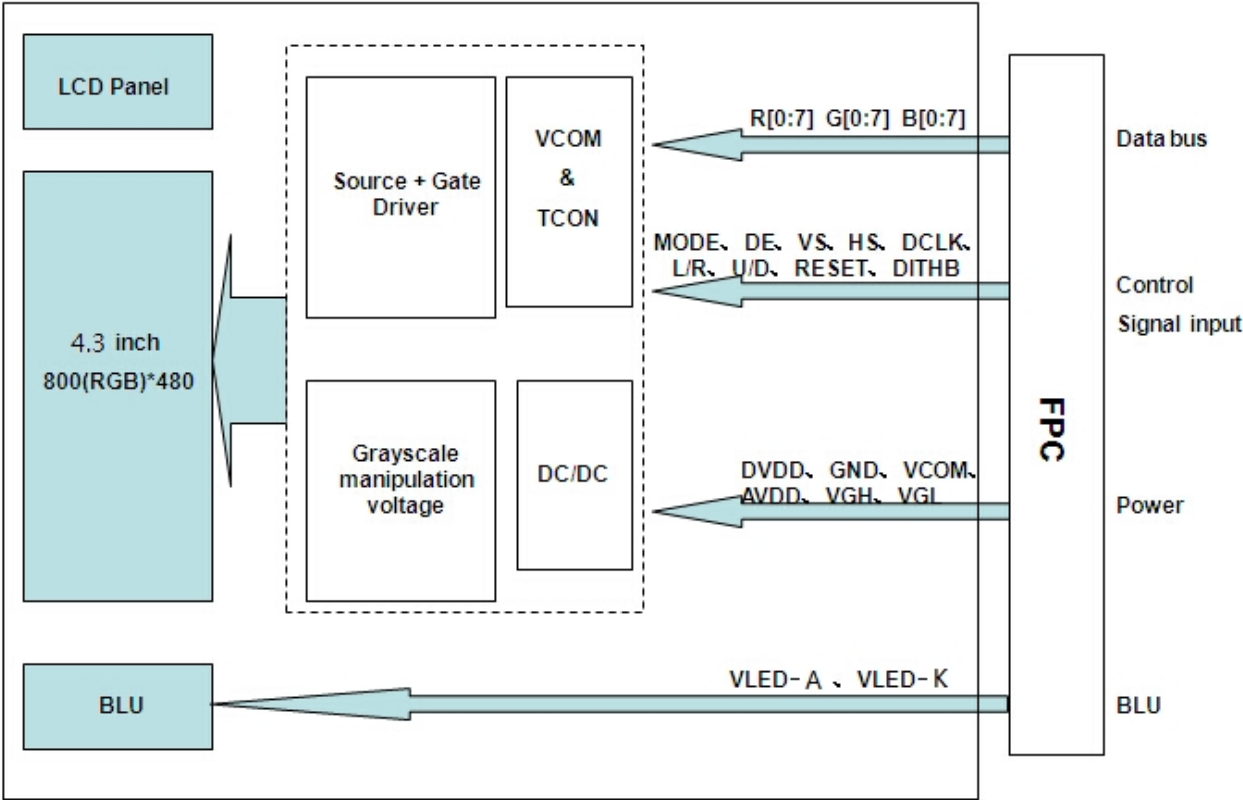 LCD Panel
4.3 inch
800(RGB)*480
BLU
Source + Gate
Driver
VCOM
&
TCON
Grayscale
manipulation
voltage
DC/DC
R[0:7] G[0:7] B[0:7]
MODE、DE、VS、HS、DCLK、
L/R、U/D、RESET、DITHB
DVDD、GND、VCOM、
AVDD、VGH、VGL
VLED-A、VLED-K
FPC
Data bus
Control
Signal input
Power
BLU